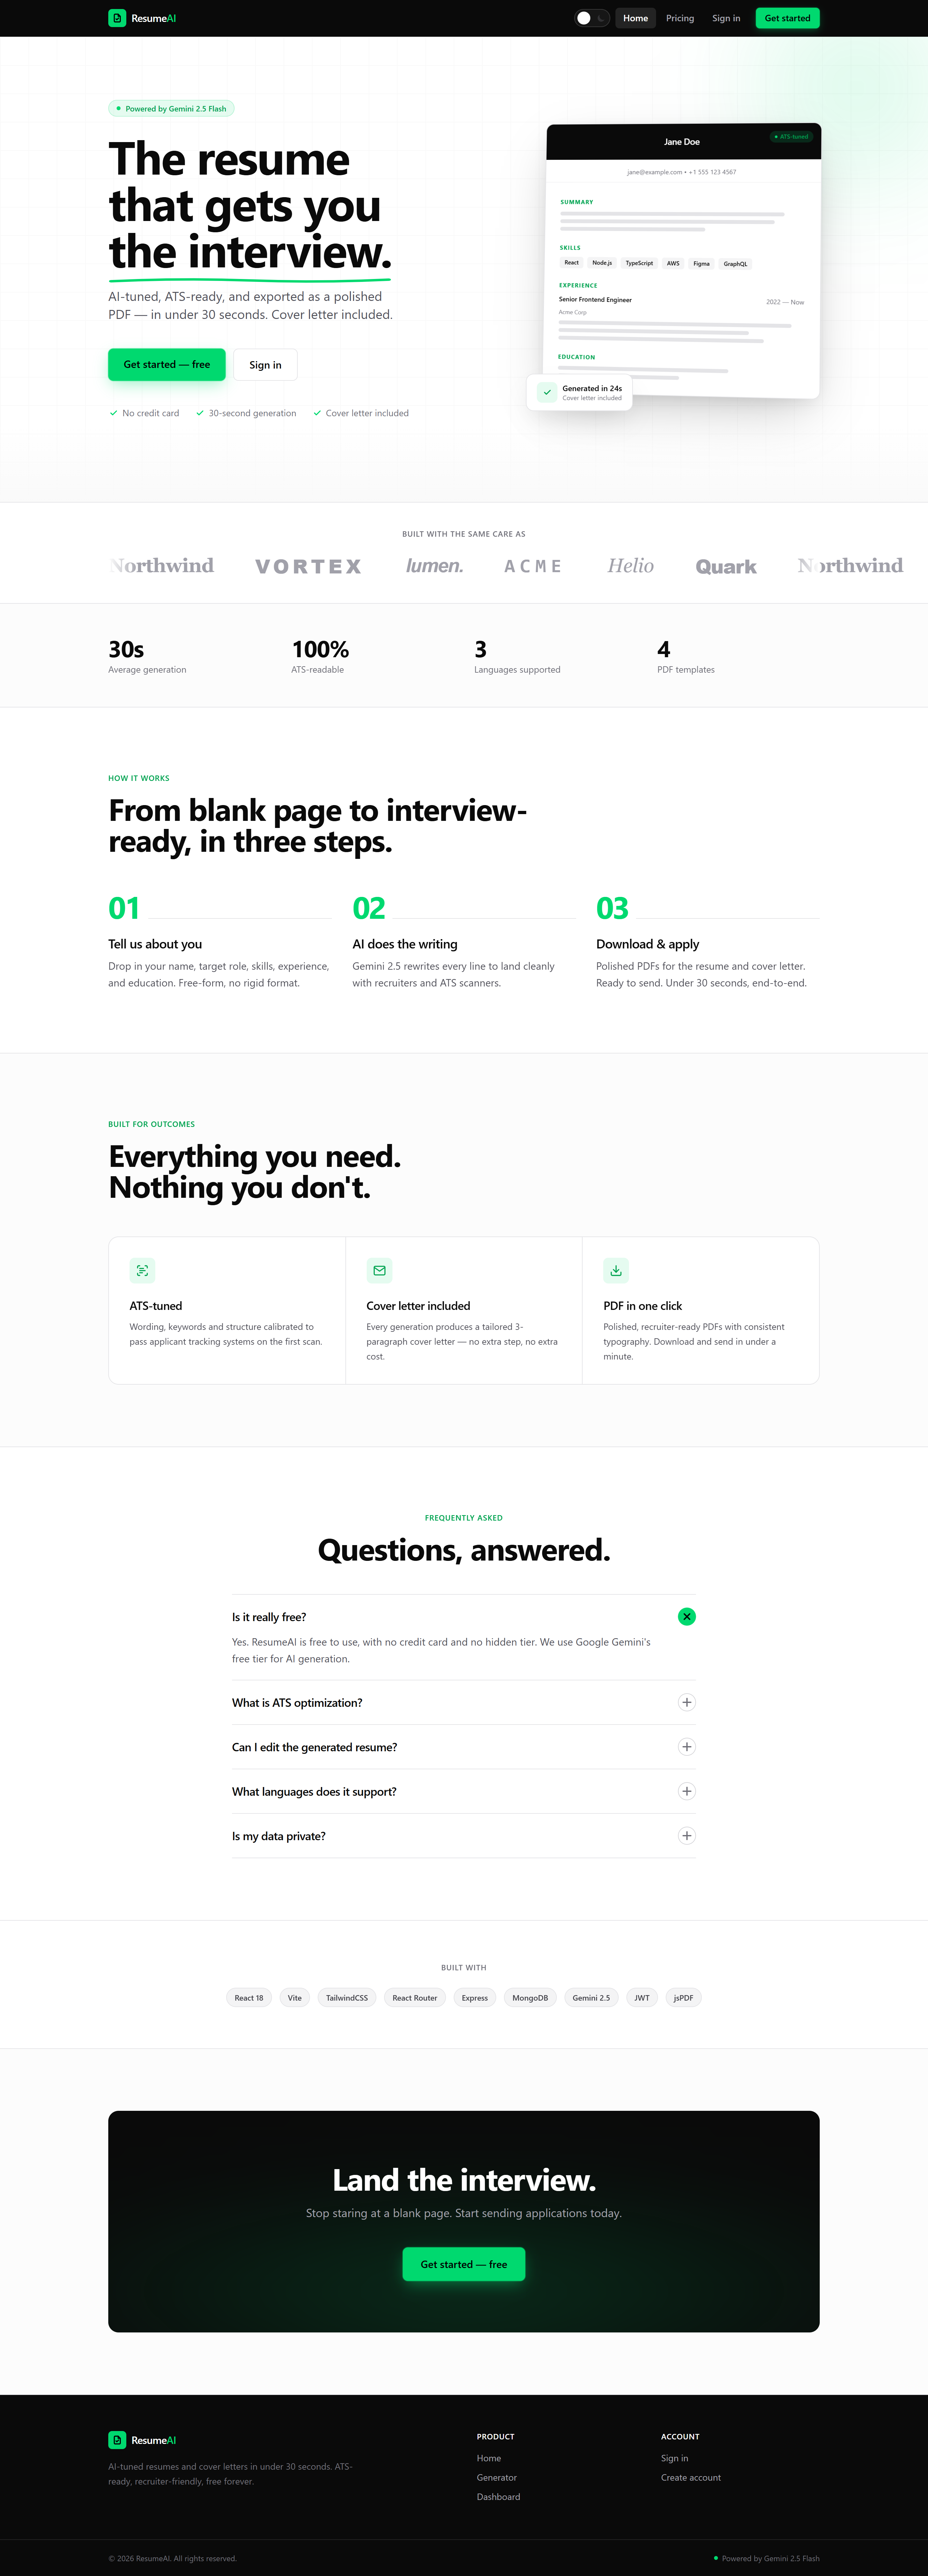 ResumeAI
Home
Pricing
Sign in
Get started
Powered by Gemini 2.5 Flash
The resume
that gets you
the interview.
AI-tuned, ATS-ready, and exported as a polished
PDF — in under 30 seconds. Cover letter included.
Get started — free
Sign in
No credit card
30-second generation
Cover letter included
Jane Doe
ATS-tuned
jane@example.com • +1 555 123 4567
SUMMARY
SKILLS
React
Node.js
TypeScript
AWS
Figma
GraphQL
EXPERIENCE
Senior Frontend Engineer
2022 — Now
Acme Corp
EDUCATION
Generated in 24s
Cover letter included
BUILT WITH THE SAME CARE AS
Northwind
VORTEX
lumen.
ACME
Helio
Quark
Northwind
30s
Average generation
100%
ATS-readable
3
Languages supported
4
PDF templates
HOW IT WORKS
From blank page to interview-
ready, in three steps.
01
Tell us about you
Drop in your name, target role, skills, experience,
and education. Free-form, no rigid format.
02
AI does the writing
Gemini 2.5 rewrites every line to land cleanly
with recruiters and ATS scanners.
03
Download & apply
Polished PDFs for the resume and cover letter.
Ready to send. Under 30 seconds, end-to-end.
BUILT FOR OUTCOMES
Everything you need.
Nothing you don't.
ATS-tuned
Wording, keywords and structure calibrated to
pass applicant tracking systems on the first scan.
Cover letter included
Every generation produces a tailored 3-
paragraph cover letter — no extra step, no extra
cost.
PDF in one click
Polished, recruiter-ready PDFs with consistent
typography. Download and send in under a
minute.
FREQUENTLY ASKED
Questions, answered.
Is it really free?
Yes. ResumeAI is free to use, with no credit card and no hidden tier. We use Google Gemini's
free tier for AI generation.
What is ATS optimization?
Can I edit the generated resume?
What languages does it support?
Is my data private?
BUILT WITH
React 18
Vite
TailwindCSS
React Router
Express
MongoDB
Gemini 2.5
JWT
jsPDF
Land the interview.
Stop staring at a blank page. Start sending applications today.
Get started — free
ResumeAI
AI-tuned resumes and cover letters in under 30 seconds. ATS-
ready, recruiter-friendly, free forever.
PRODUCT
Home
Generator
Dashboard
ACCOUNT
Sign in
Create account
© 2026 ResumeAI. All rights reserved.
Powered by Gemini 2.5 Flash